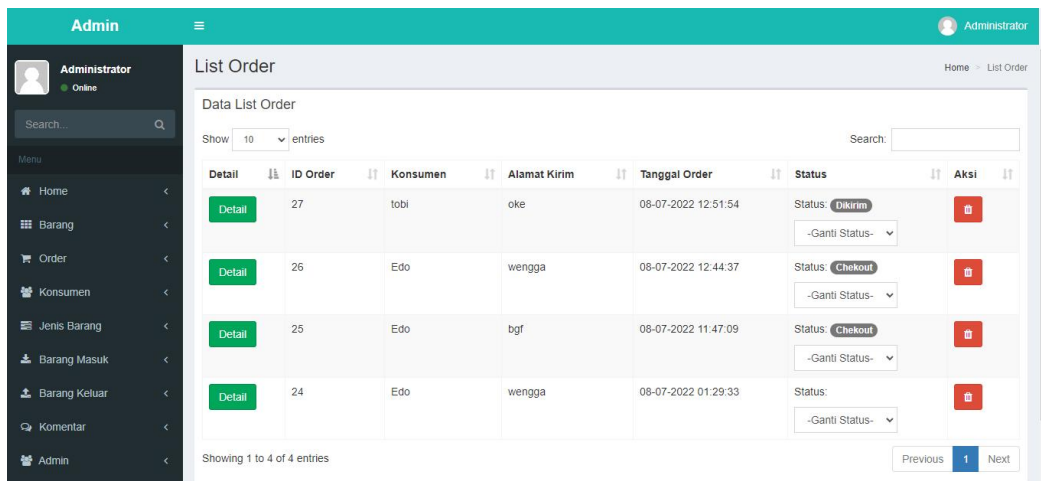 Admin
Administrator
Administrator
Online
Search...
Menu
Home
Barang
Order
Konsumen
Jenis Barang
Barang Masuk
Barang Keluar
Komentar
Admin
List Order
Home > List Order
Data List Order
Show 10 entries Search:
Detail ID Order Konsumen Alamat Kirim Tanggal Order Status Aksi
Detail 27 tobi oke 08-07-2022 12:51:54 Status: Dikirim
-Ganti Status-
Detail 26 Edo wengga 08-07-2022 12:44:37 Status: Chekout
-Ganti Status-
Detail 25 Edo bgf 08-07-2022 11:47:09 Status: Chekout
-Ganti Status-
Detail 24 Edo wengga 08-07-2022 01:29:33 Status:
-Ganti Status-
Showing 1 to 4 of 4 entries Previous 1 Next